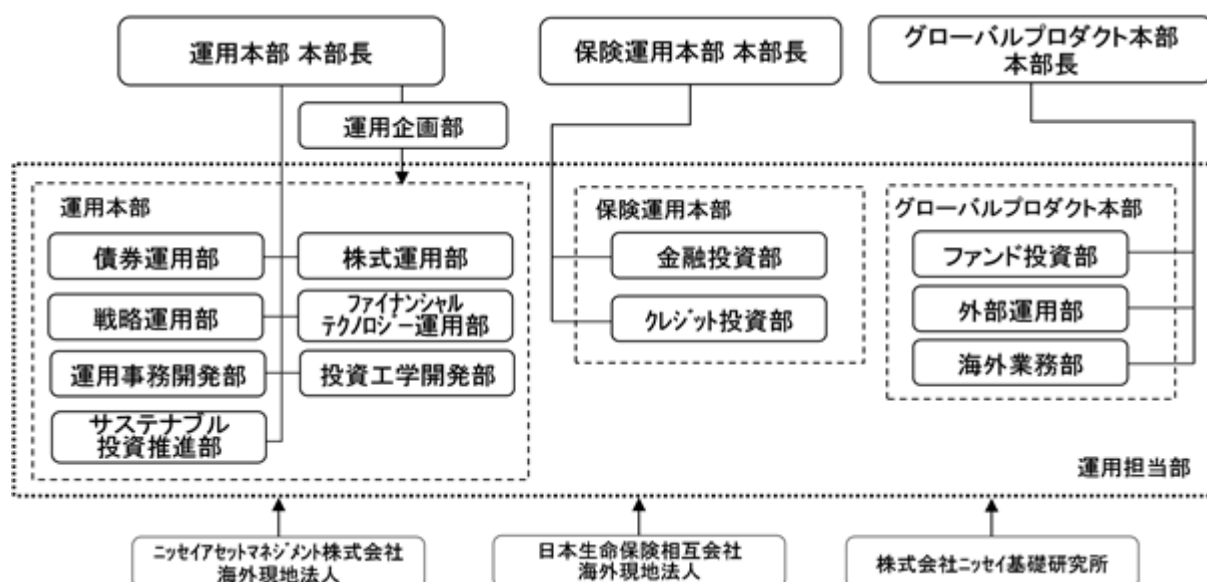 運用本部 本部長
保険運用本部 本部長
グローバルプロダクト本部
本部長
運用企画部
運用本部
債券運用部
株式運用部
戦略運用部
ファイナンシャル
テクノロジー運用部
運用事務開発部
投資工学開発部
サステナブル
投資推進部
保険運用本部
金融投資部
クレジット投資部
グローバルプロダクト本部
ファンド投資部
外部運用部
海外業務部
運用担当部
ニッセイアセットマネジメント株式会社
海外現地法人
日本生命保険相互会社
海外現地法人
株式会社ニッセイ基礎研究所